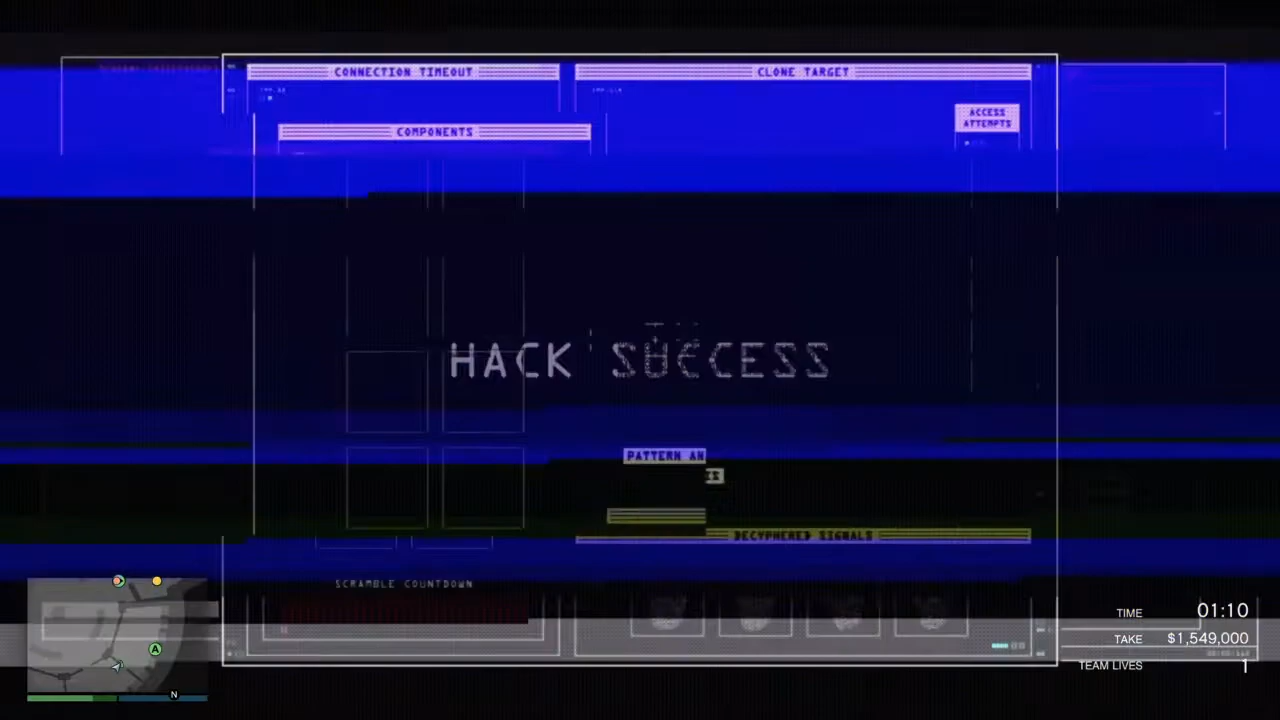 CONNECTION TIMEOUT
CLONE TARGET
COMPONENTS
ACCESS
ATTEMPTS
HACK SUCCESS
PATTERN AN
IS
DECYPHERED SIGNALS
SCRAMBLE COUNTDOWN
TIME 01:10
TAKE $1,549,000
TEAM LIVES 1
A
N